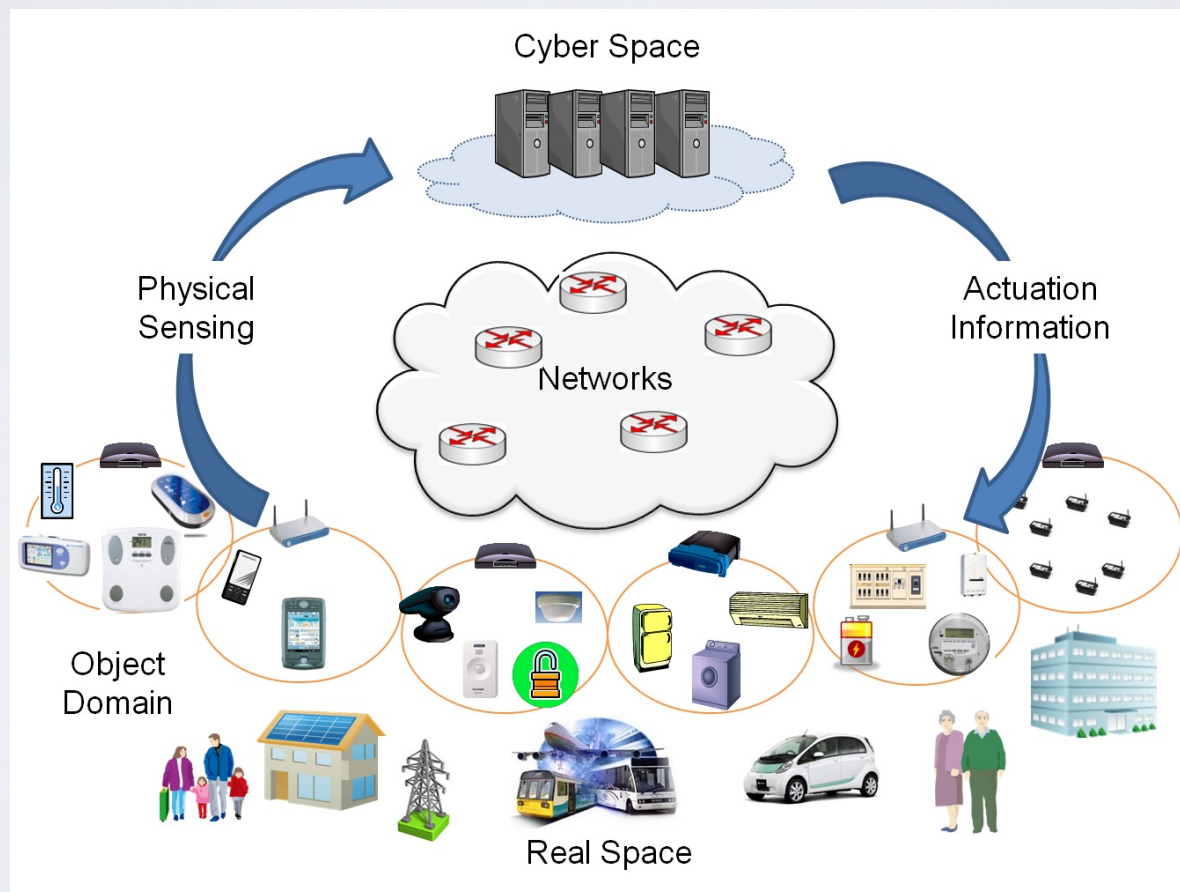 Cyber Space
Physical
Sensing
Actuation
Information
Networks
Object
Domain
Real Space